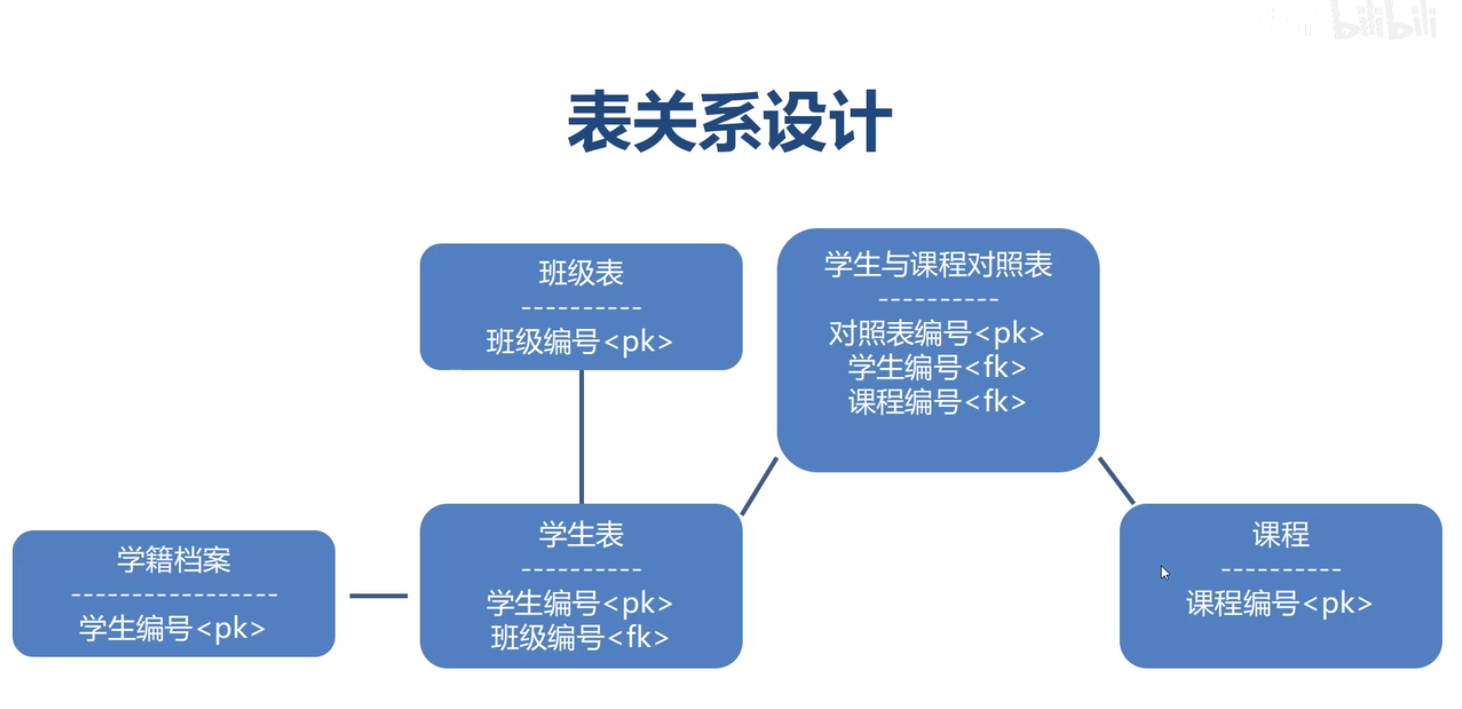 bilibili
表关系设计
班级表
----------
班级编号<pk>
学生与课程对照表
----------
对照表编号<pk>
学生编号<fk>
课程编号<fk>
学籍档案
-----------------
学生编号<pk>
学生表
----------
学生编号<pk>
班级编号<fk>
课程
----------
课程编号<pk>